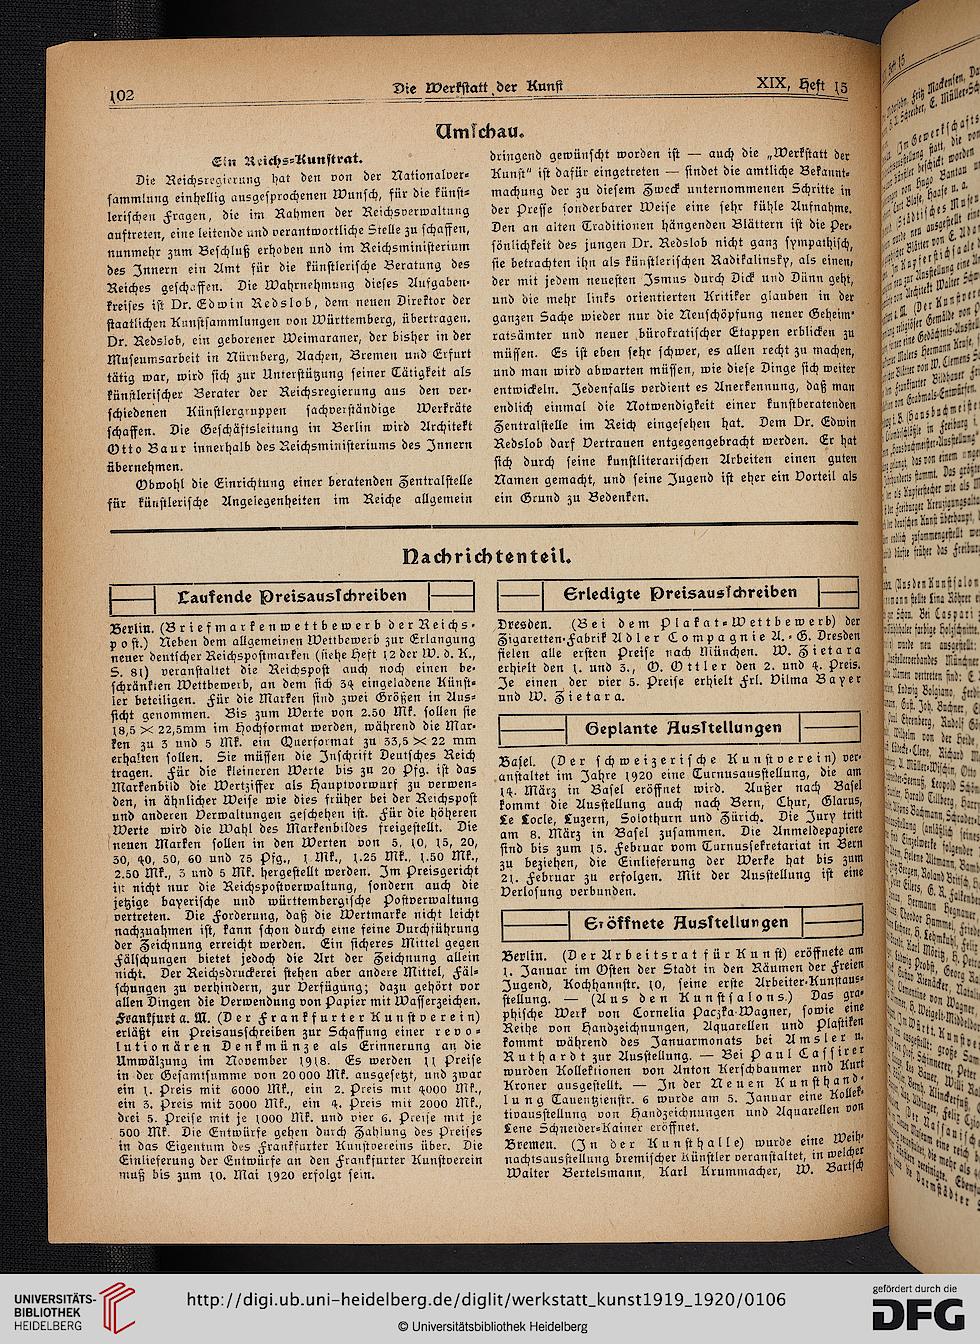 102
Die Werkstatt der Kunst
XIX, Heft 15
Umschau.
Ein Reichs-Kunstrat.
Die Reichsregierung hat den von der Nationalver-
sammlung einhellig ausgesprochenen Wunsch, für die künst-
lerischen Fragen, die im Rahmen der Reichsverwaltung
auftreten, eine leitende und verantwortliche Stelle zu schaffen,
nunmehr zum Beschluß erhoben und im Reichsministerium
des Innern ein Amt für die künstlerische Beratung des
Reiches geschaffen. Die Wahrnehmung dieses Aufgaben-
kreises ist Dr. Edwin Redslob, dem neuen Direktor der
staatlichen Kunstsammlungen von Württemberg, übertragen.
Dr. Redslob, ein geborener Weimaraner, der bisher in der
Museumsarbeit in Nürnberg, Aachen, Bremen und Erfurt
tätig war, wird sich zur Unterstützung seiner Tätigkeit als
künstlerischer Berater der Reichsregierung aus den ver-
schiedenen Künstlergruppen sachverständige Werkräte
schaffen. Die Geschäftsleitung in Berlin wird Architekt
Otto Baur innerhalb des Reichsministeriums des Innern
übernehmen.
Obwohl die Einrichtung einer beratenden Zentralstelle
für künstlerische Angelegenheiten im Reiche allgemein
dringend gewünscht worden ist — auch die „Werkstatt der
Kunst“ ist dafür eingetreten — findet die amtliche Bekannt-
machung der zu diesem Zweck unternommenen Schritte in
der Presse sonderbarer Weise eine sehr kühle Aufnahme.
Den an alten Traditionen hängenden Blättern ist die Per-
sönlichkeit des jungen Dr. Redslob nicht ganz sympathisch,
sie betrachten ihn als künstlerischen Radikalinsky, als einen,
der mit jedem neuesten Ismus durch Dick und Dünn geht,
und die mehr links orientierten Kritiker glauben in der
ganzen Sache wieder nur die Neuschöpfung neuer Geheim-
ratsämter und neuer bürokratischer Etappen erblicken zu
müssen. Es ist eben sehr schwer, es allen recht zu machen,
und man wird abwarten müssen, wie diese Dinge sich weiter
entwickeln. Jedenfalls verdient es Anerkennung, daß man
endlich einmal die Notwendigkeit einer kunstberatenden
Zentralstelle im Reich eingesehen hat. Dem Dr. Edwin
Redslob darf Vertrauen entgegengebracht werden. Er hat
sich durch seine kunstliterarischen Arbeiten einen guten
Namen gemacht, und seine Jugend ist eher ein Vorteil als
ein Grund zu Bedenken.
Nachrichtenteil.
Laufende Preisausschreiben
Berlin. (Briefmarkenwettbewerb der Reichs-
post.) Neben dem allgemeinen Wettbewerb zur Erlangung
neuer deutscher Reichspostmarken (siehe Heft 12 der W. d. K.,
S. 81) veranstaltet die Reichspost auch noch einen be-
schränkten Wettbewerb, an dem sich 34 eingeladene Künst-
ler beteiligen. Für die Marken sind zwei Größen in Aus-
sicht genommen. Bis zum Werte von 2.50 Mk. sollen sie
18,5 × 22,5mm im Hochformat werden, während die Mar-
ken zu 3 und 5 Mk. ein Querformat zu 33,5 × 22 mm
erhalten sollen. Sie müssen die Inschrift Deutsches Reich
tragen. Für die kleineren Werte bis zu 20 Pfg. ist das
Markenbild die Wertziffer als Hauptvorwurf zu verwen-
den, in ähnlicher Weise wie dies früher bei der Reichspost
und anderen Verwaltungen geschehen ist. Für die höheren
Werte wird die Wahl des Markenbildes freigestellt. Die
neuen Marken sollen in den Werten von 5, 10, 15, 20,
30, 40, 50, 60 und 75 Pfg., 1 Mk., 1.25 Mk., 1.50 Mk.,
2.50 Mk., 3 und 5 Mk. hergestellt werden. Im Preisgericht
ist nicht nur die Reichspostverwaltung, sondern auch die
jetzige bayerische und württembergische Postverwaltung
vertreten. Die Forderung, daß die Wertmarke nicht leicht
nachzuahmen ist, kann schon durch eine feine Durchführung
der Zeichnung erreicht werden. Ein sicheres Mittel gegen
Fälschungen bietet jedoch die Art der Zeichnung allein
nicht. Der Reichsdruckerei stehen aber andere Mittel, Fäl-
schungen zu verhindern, zur Verfügung; dazu gehört vor
allen Dingen die Verwendung von Papier mit Wasserzeichen.
Frankfurt a. M. (Der Frankfurter Kunstverein)
erläßt ein Preisausschreiben zur Schaffung einer revo-
lutionären Denkmünze als Erinnerung an die
Umwälzung im November 1918. Es werden 11 Preise
in der Gesamtsumme von 20 000 Mk. ausgesetzt, und zwar
ein 1. Preis mit 6000 Mk., ein 2. Preis mit 4000 Mk.,
ein 3. Preis mit 3000 Mk., ein 4. Preis mit 2000 Mk.,
drei 5. Preise mit je 1000 Mk. und vier 6. Preise mit je
500 Mk. Die Entwürfe gehen durch Zahlung des Preises
in das Eigentum des Frankfurter Kunstvereins über. Die
Einlieferung der Entwürfe an den Frankfurter Kunstverein
muß bis zum 10. Mai 1920 erfolgt sein.
Erledigte Preisausschreiben
Dresden. (Bei dem Plakat-Wettbewerb) der
Zigaretten-Fabrik Adler Compagnie A.-G. Dresden
fielen alle ersten Preise nach München. W. Zietara
erhielt den 1. und 3., O. Ottler den 2. und 4. Preis.
Je einen der vier 5. Preise erhielt Frl. Vilma Bayer
und W. Zietara.
Geplante Ausstellungen
Basel. (Der schweizerische Kunstverein) ver-
anstaltet im Jahre 1920 eine Turnusausstellung, die am
14. März in Basel eröffnet wird. Außer nach Basel
kommt die Ausstellung auch nach Bern, Chur, Glarus,
Le Locle, Luzern, Solothurn und Zürich. Die Jury tritt
am 8. März in Basel zusammen. Die Anmeldepapiere
sind bis zum 15. Februar vom Turnussekretariat in Bern
zu beziehen, die Einlieferung der Werke hat bis zum
21. Februar zu erfolgen. Mit der Ausstellung ist eine
Verlosung verbunden.
Eröffnete Ausstellungen
Berlin. (Der Arbeitsrat für Kunst) eröffnete am
1. Januar im Osten der Stadt in den Räumen der Freien
Jugend, Kochhannstr. 10, seine erste Arbeiter-Kunstaus-
stellung. — (Aus den Kunstsalons.) Das gra-
phische Werk von Cornelia Paczka-Wagner, sowie eine
Reihe von Handzeichnungen, Aquarellen und Plastiken
kommt während des Januarmonats bei Amsler u.
Ruthardt zur Ausstellung. — Bei Paul Cassirer
wurden Kollektionen von Anton Kerschbaumer und Kurt
Kroner ausgestellt. — In der Neuen Kunsthand-
lung Tauentzienstr. 6 wurde am 5. Januar eine Kollek-
tivausstellung von Handzeichnungen und Aquarellen von
Lene Schneider-Kainer eröffnet.
Bremen. (In der Kunsthalle) wurde eine Weih-
nachtsausstellung bremischer Künstler veranstaltet, in welcher
Walter Bertelsmann, Karl Krummacher, W. Bartsch
UNIVERSITÄTS-
BIBLIOTHEK
HEIDELBERG
http://digi.ub.uni-heidelberg.de/diglit/werkstatt_kunst1919_1920/0106
© Universitätsbibliothek Heidelberg
gefördert durch die
DFG